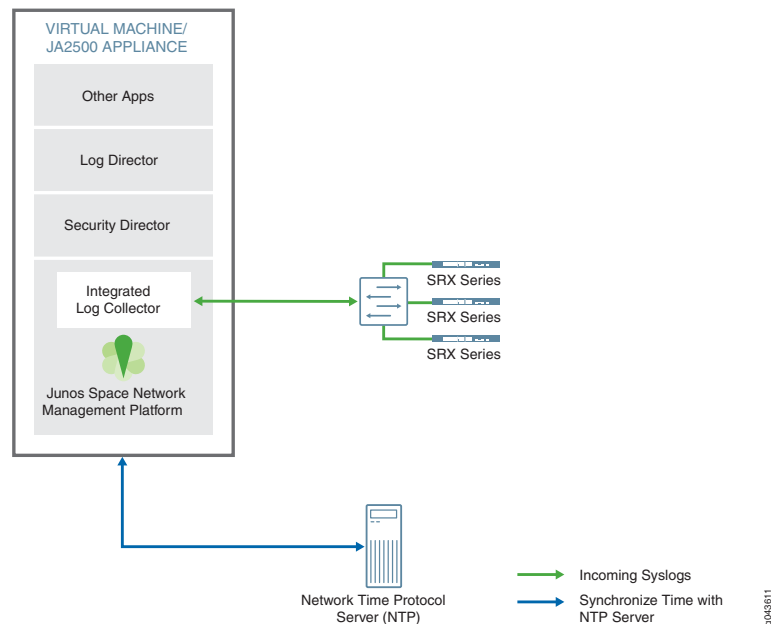 VIRTUAL MACHINE/
JA2500 APPLIANCE
Other Apps
Log Director
Security Director
Integrated
Log Collector
Junos Space Network
Management Platform
SRX Series
SRX Series
SRX Series
Network Time Protocol
Server (NTP)
Incoming Syslogs
Synchronize Time with
NTP Server
g043611